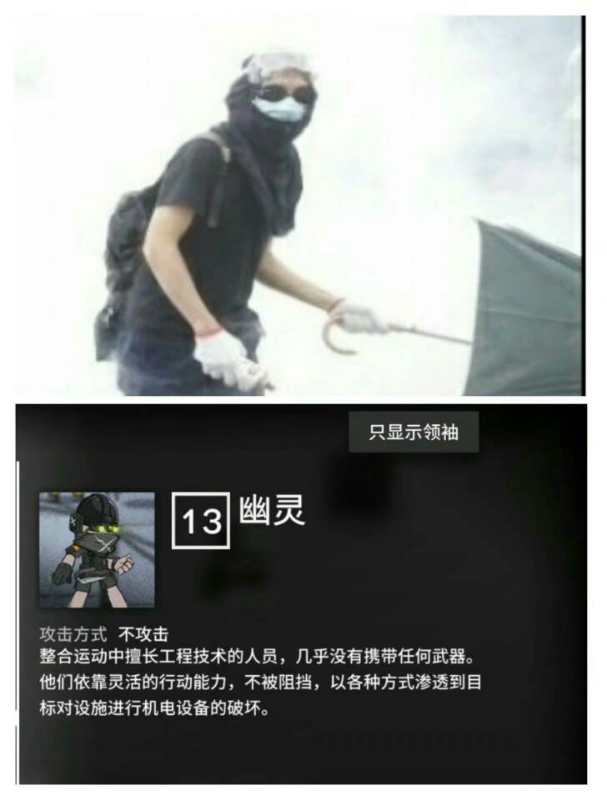 只显示领袖
13 幽灵
攻击方式 不攻击
整合运动中擅长工程技术的人员，几乎没有携带任何武器。
他们依靠灵活的行动能力，不被阻挡，以各种方式渗透到目
标对设施进行机电设备的破坏。